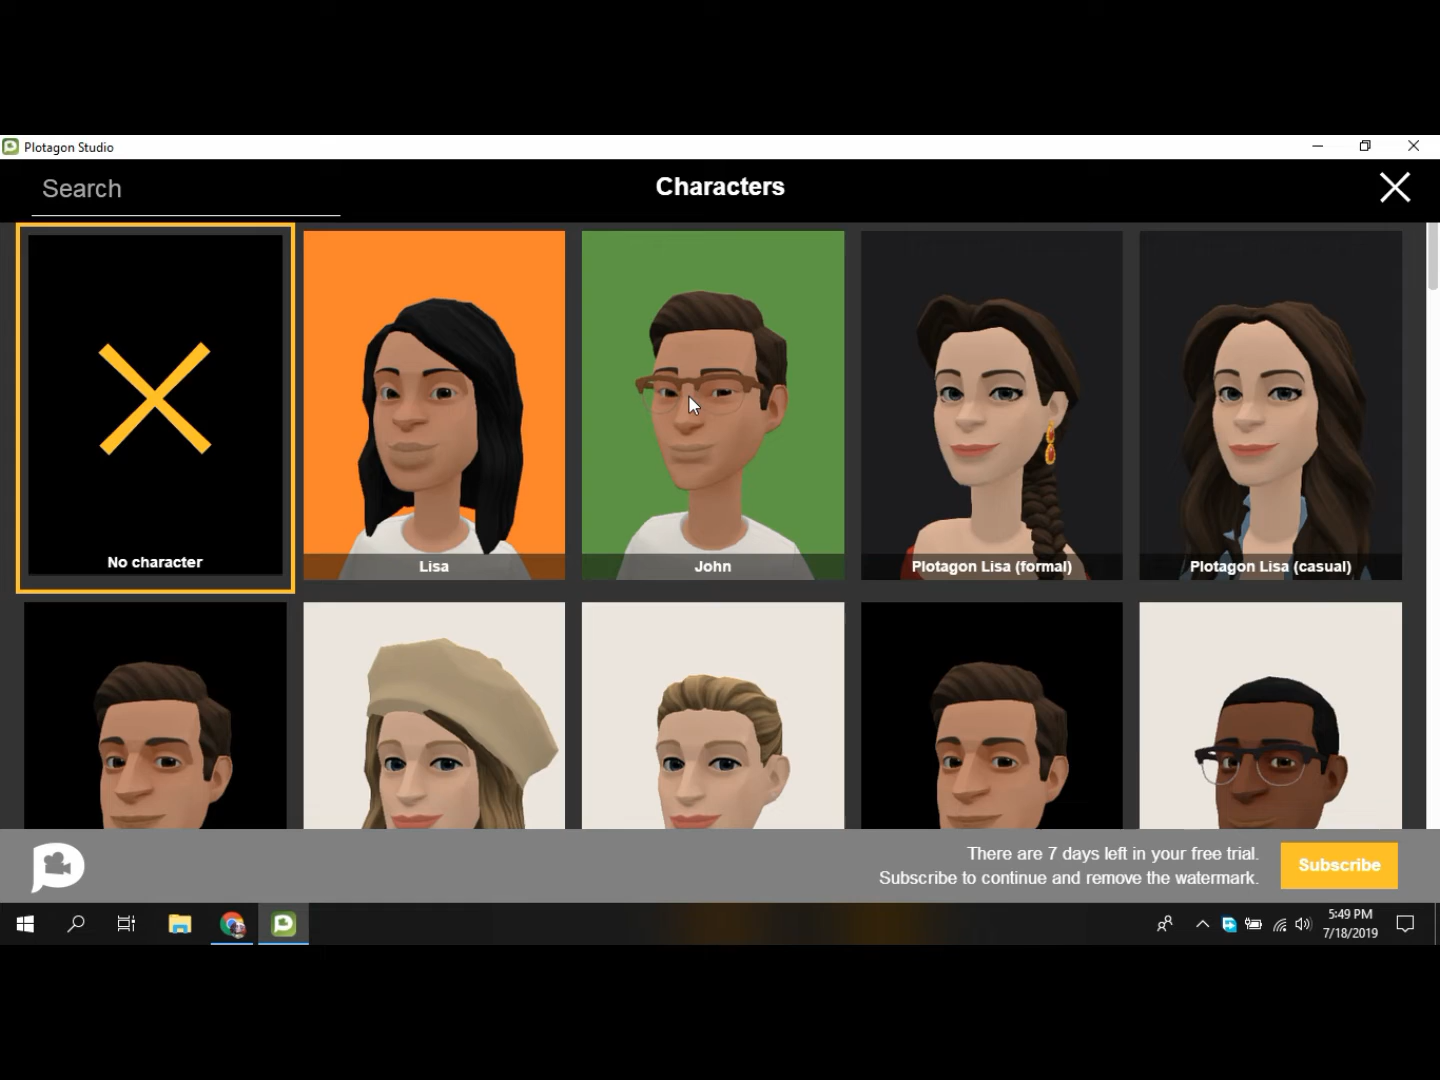 Plotagon Studio
Search
Characters
No character
Lisa
John
Plotagon Lisa (formal)
Plotagon Lisa (casual)
There are 7 days left in your free trial.
Subscribe to continue and remove the watermark.
Subscribe
5:49 PM
7/18/2019